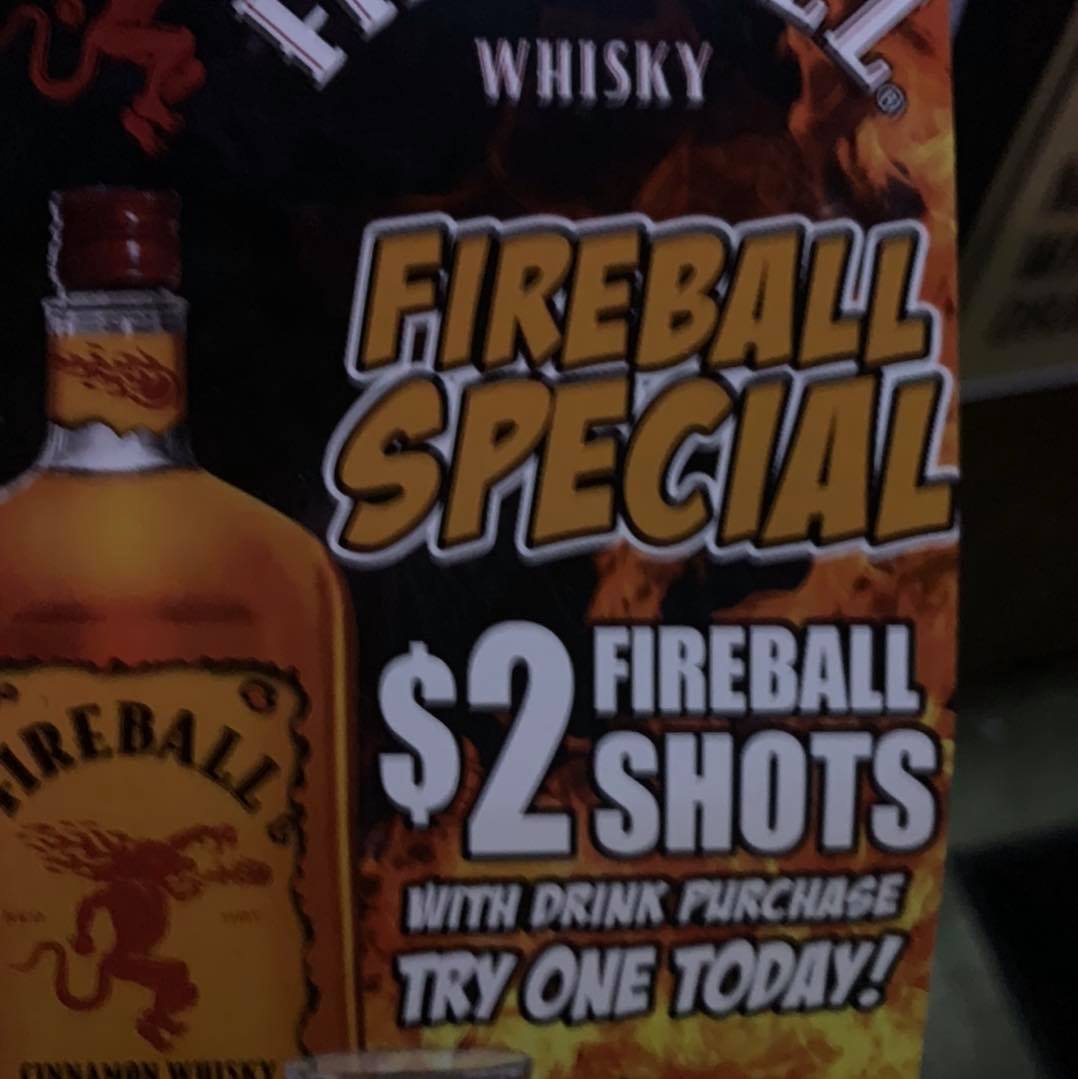 WHISKY
FIREBALL
SPECIAL
$2 FIREBALL
SHOTS
WITH DRINK PURCHASE
TRY ONE TODAY!
FIREBALL
CINNAMON WHISKY